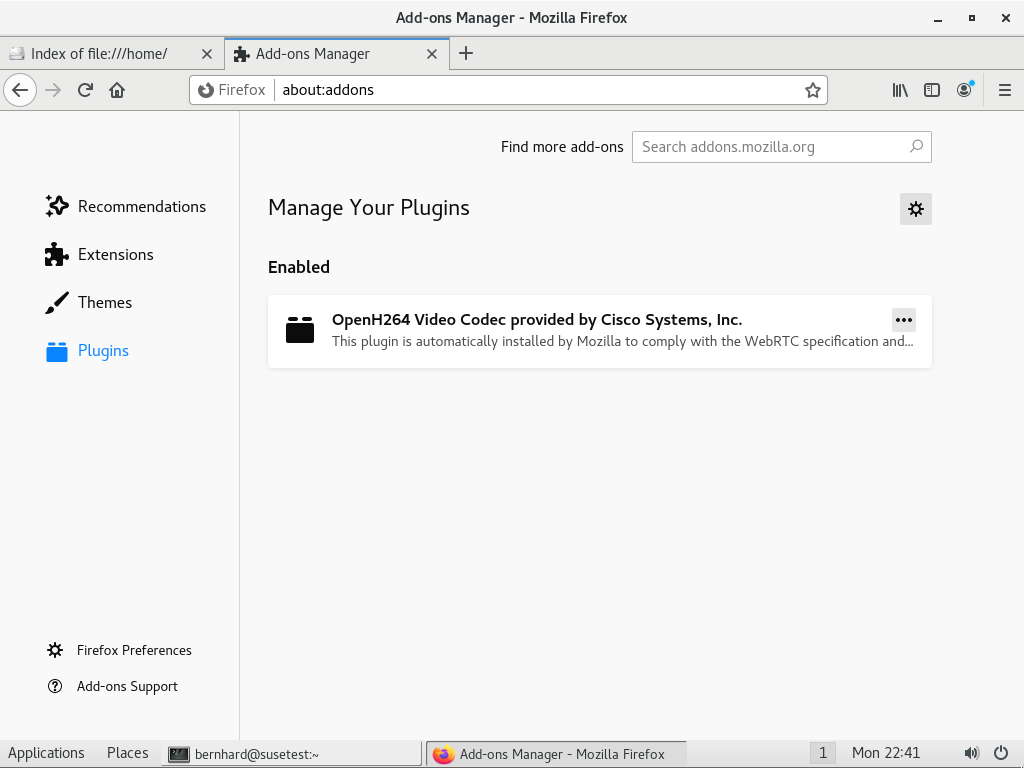 Add-ons Manager - Mozilla Firefox
Index of file:///home/
Add-ons Manager
Firefox
about:addons
Find more add-ons
Search addons.mozilla.org
Recommendations
Extensions
Themes
Plugins
Manage Your Plugins
Enabled
OpenH264 Video Codec provided by Cisco Systems, Inc.
This plugin is automatically installed by Mozilla to comply with the WebRTC specification and...
Firefox Preferences
Add-ons Support
Applications
Places
bernhard@susetest:~
Add-ons Manager - Mozilla Firefox
1
Mon 22:41